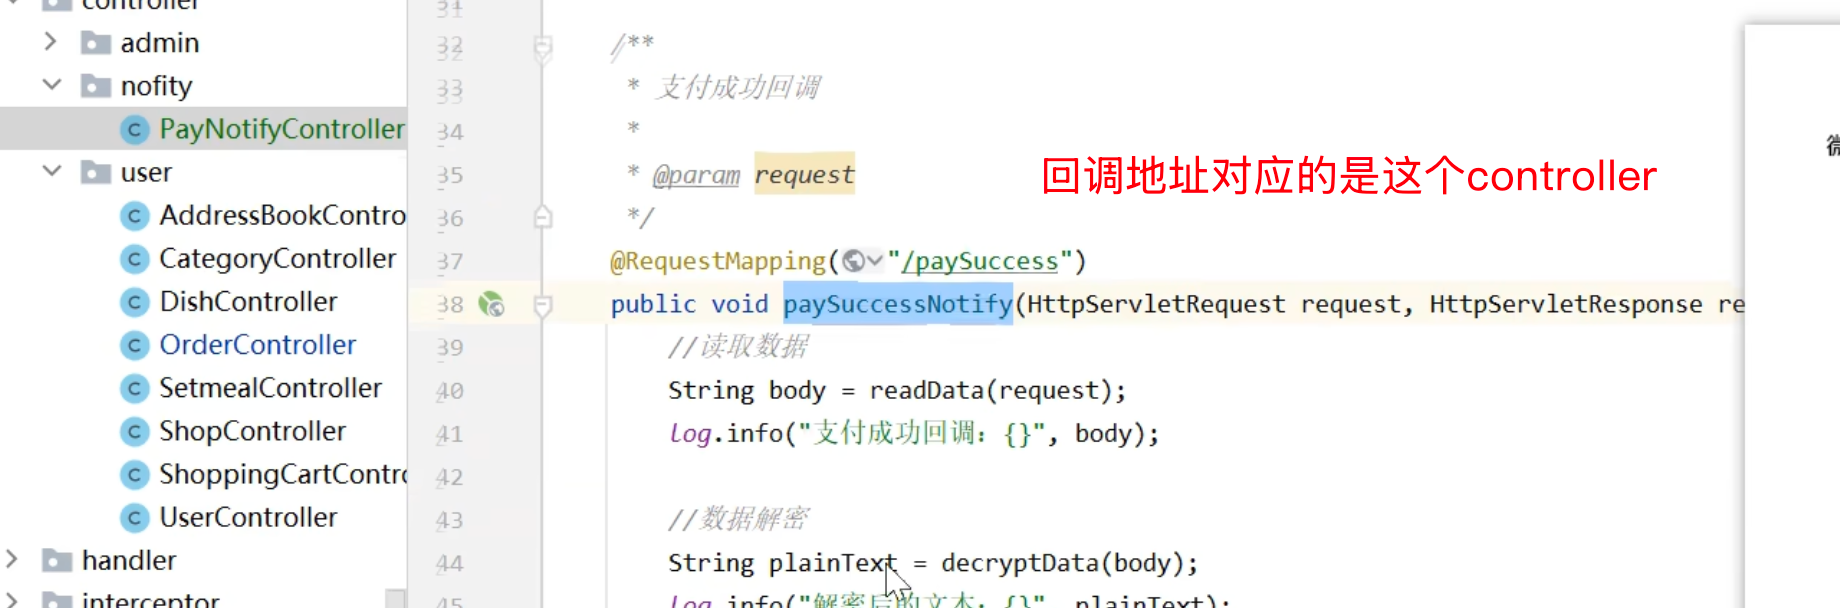 controller
admin
nofity
PayNotifyController
user
AddressBookContro
CategoryController
DishController
OrderController
SetmealController
ShopController
ShoppingCartContro
UserController
handler
interceptor
31
32 /**
33 * 支付成功回调
34 *
35 * @param request
36 */
37 @RequestMapping("/paySuccess")
38 public void paySuccessNotify(HttpServletRequest request, HttpServletResponse re
39 //读取数据
40 String body = readData(request);
41 log.info("支付成功回调：{}", body);
42
43 //数据解密
44 String plainText = decryptData(body);
45 log.info("解密后的文本：{}", plainText);
回调地址对应的是这个controller